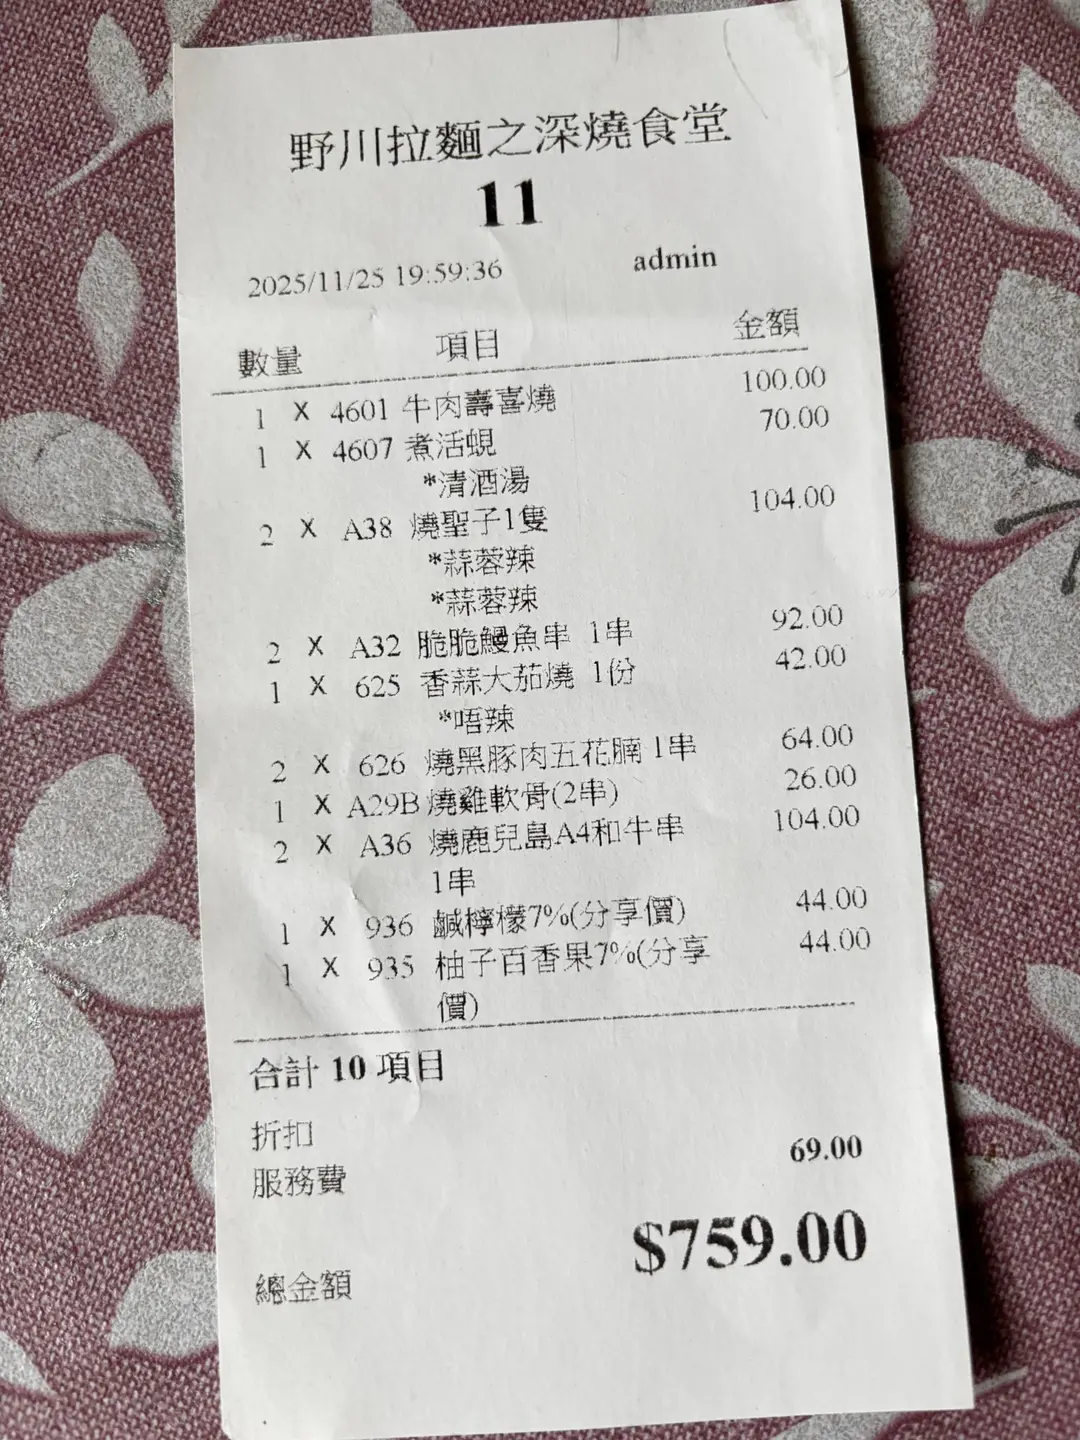 野川拉麵之深燒食堂
11
2025/11/25 19:59:36 admin
數量 項目 金額
1 X 4601 牛肉壽喜燒 100.00
1 X 4607 煮活蜆 70.00
*清酒湯
2 X A38 燒聖子1隻 104.00
*蒜蓉辣
*蒜蓉辣
2 X A32 脆脆鰻魚串 1串 92.00
1 X 625 香蒜大茄燒 1份 42.00
*唔辣
2 X 626 燒黑豚肉五花腩 1串 64.00
1 X A29B 燒雞軟骨(2串) 26.00
2 X A36 燒鹿兒島A4和牛串 104.00
1串
1 X 936 鹹檸檬7%(分享價) 44.00
1 X 935 柚子百香果7%(分享 44.00
價)
合計 10 項目
折扣
服務費 69.00
總金額 $759.00